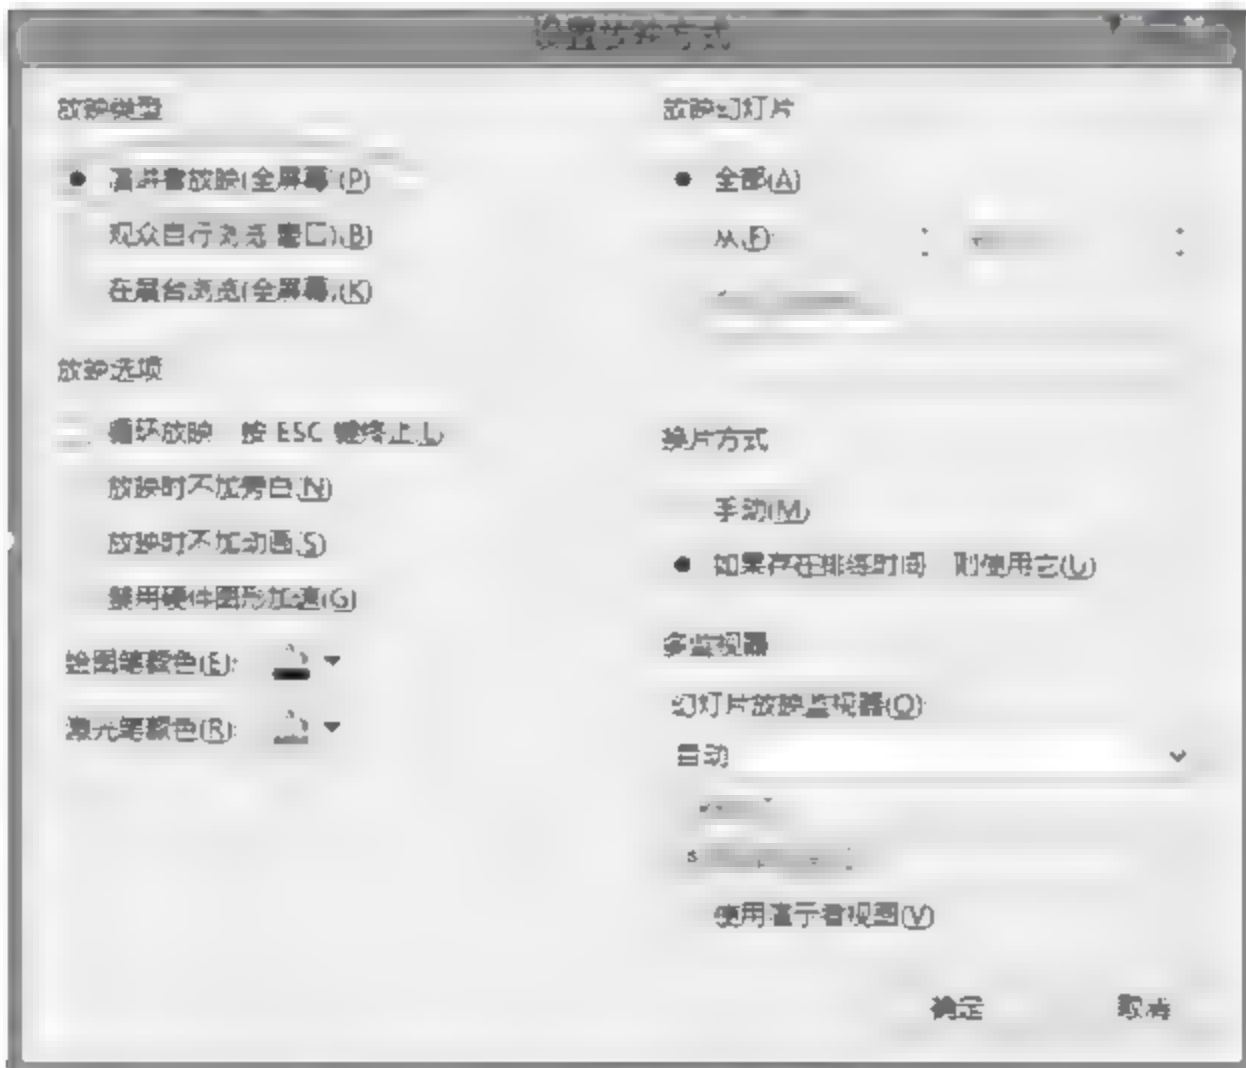 设置放映方式
放映类型
演讲者放映(全屏幕)(P)
观众自行浏览(窗口)(B)
在展台浏览(全屏幕)(K)
放映选项
循环放映 按 ESC 键终止(L)
放映时不加旁白(N)
放映时不加动画(S)
禁用硬件图形加速(G)
绘图笔颜色(E):
激光笔颜色(R):
放映幻灯片
全部(A)
从(F):
换片方式
手动(M)
如果存在排练时间 则使用它(U)
多监视器
幻灯片放映监视器(O):
自动
使用演示者视图(V)
确定
取消